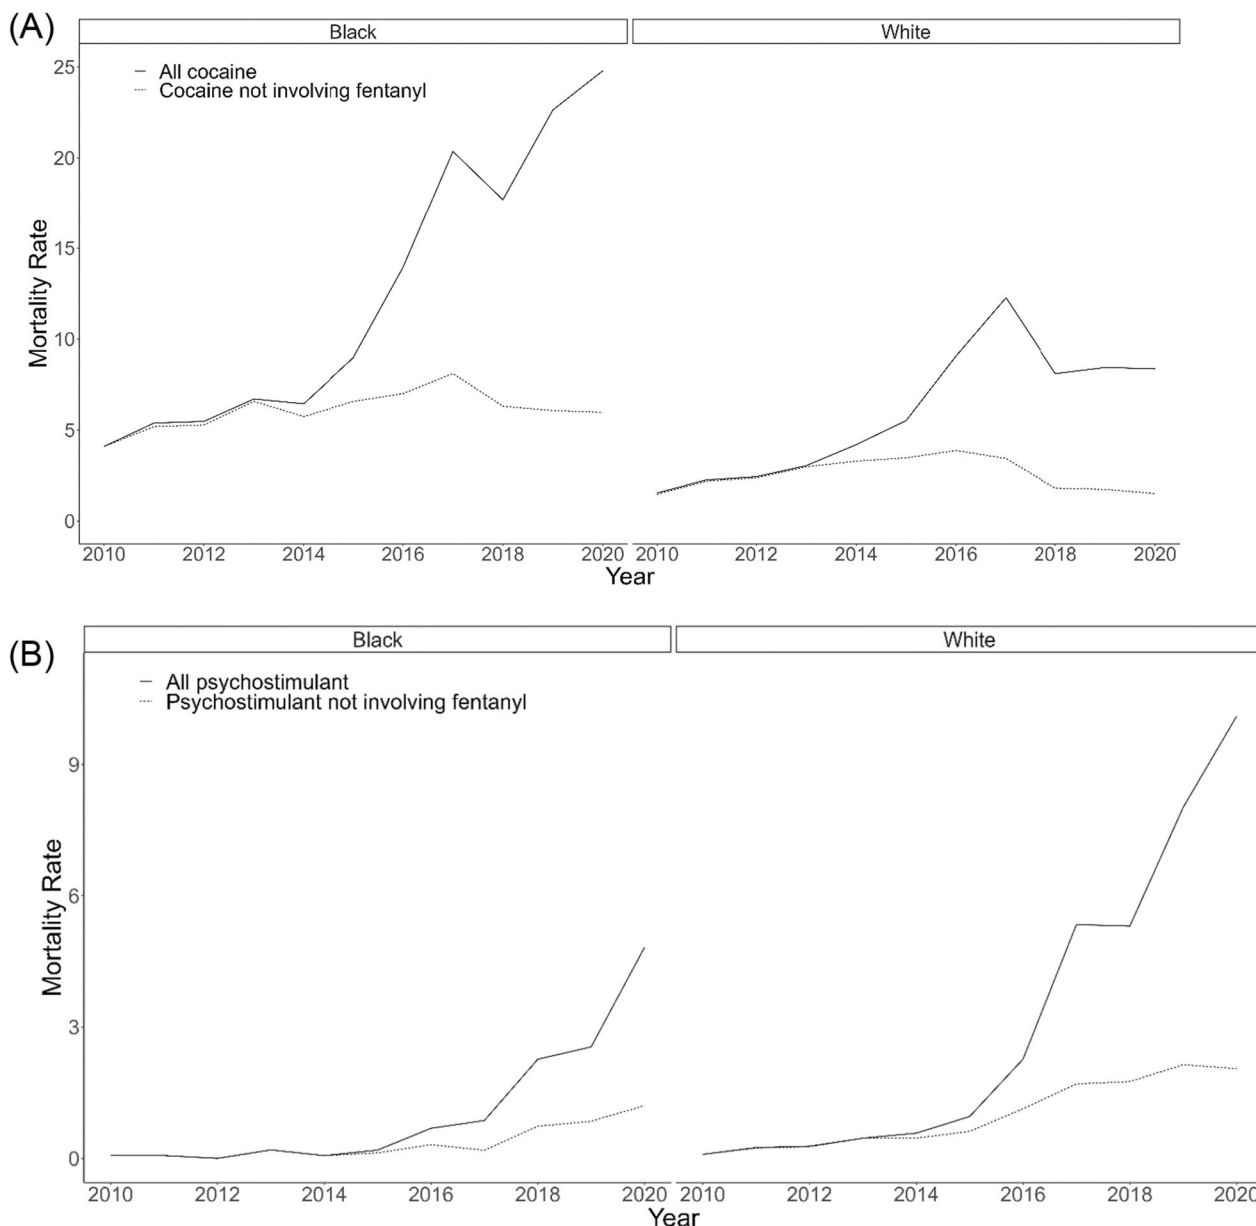 (A)
Black
White
All cocaine
Cocaine not involving fentanyl
Mortality Rate
25
20
15
10
5
0
2010 2012 2014 2016 2018 2020
2010 2012 2014 2016 2018 2020
Year
(B)
Black
White
All psychostimulant
Psychostimulant not involving fentanyl
Mortality Rate
9
6
3
0
2010 2012 2014 2016 2018 2020
2010 2012 2014 2016 2018 2020
Year